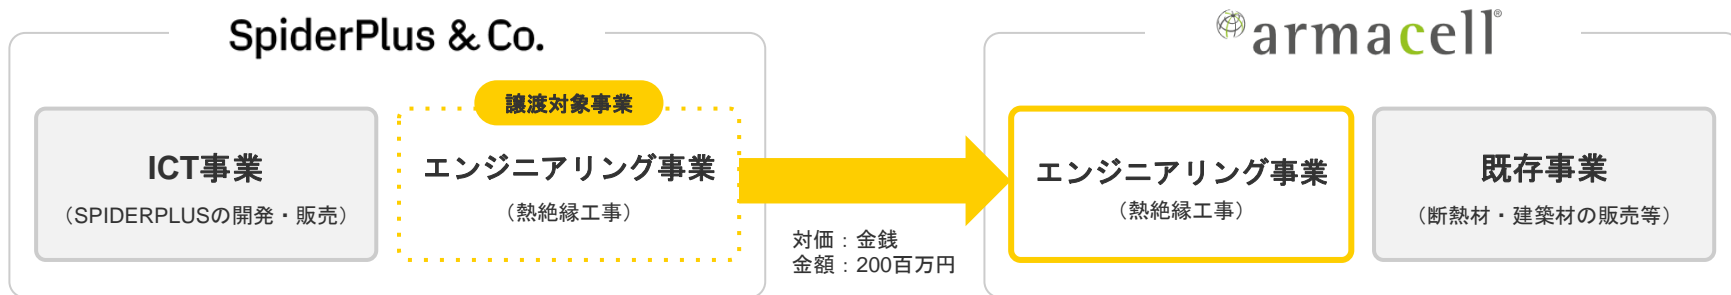 SpiderPlus & Co.
armacell®
譲渡対象事業
ICT事業
（SPIDERPLUSの開発・販売）
エンジニアリング事業
（熱絶縁工事）
対価：金銭
金額：200百万円
エンジニアリング事業
（熱絶縁工事）
既存事業
（断熱材・建築材の販売等）